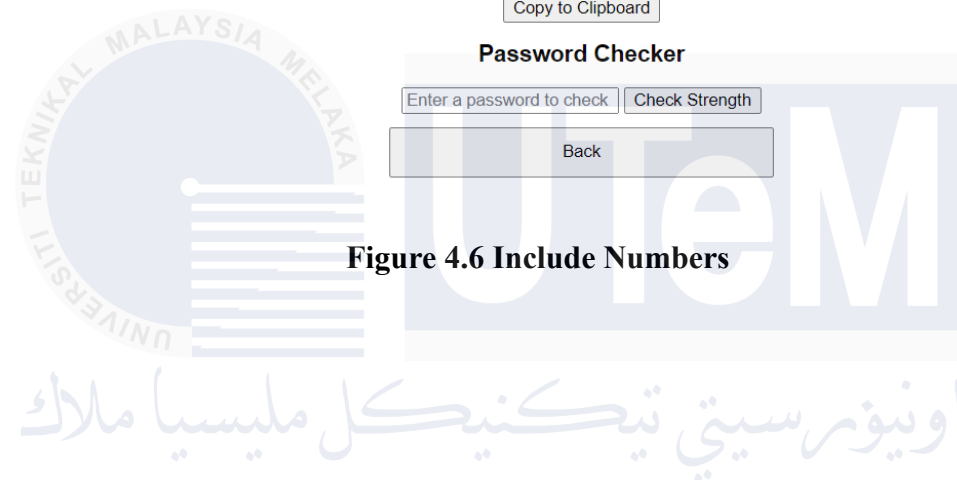 Copy to Clipboard
Password Checker
Enter a password to check Check Strength
Back
Figure 4.6 Include Numbers
UNIVERSITI TEKNIKAL MALAYSIA MELAKA
UTeM
اونيۏرسيتي تيكنيكل مليسيا ملاك